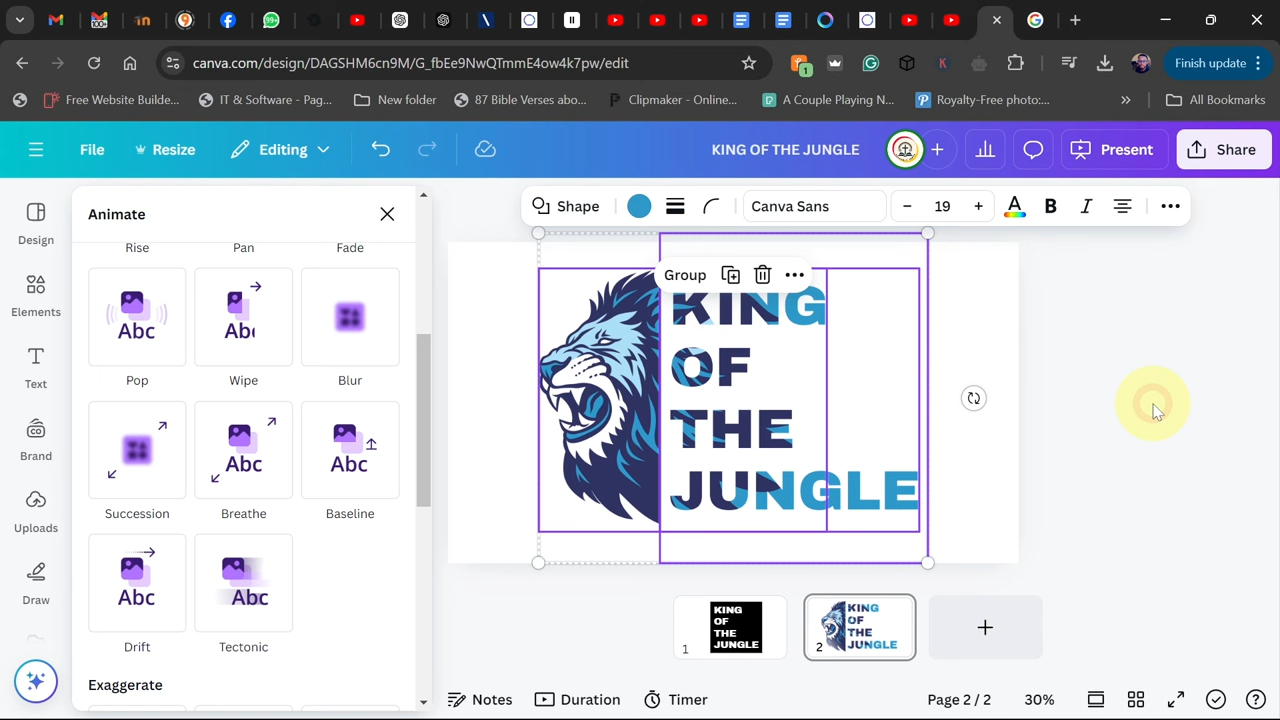 canva.com/design/DAGSHM6cn9M/G_fbEe9NwQTmmE4ow4k7pw/edit
1
Finish update
Free Website Builde...
IT & Software - Pag...
New folder
87 Bible Verses abo...
Clipmaker - Online...
A Couple Playing N...
Royalty-Free photo:...
All Bookmarks
File
Resize
Editing
KING OF THE JUNGLE
Present
Share
Design
Elements
Text
Brand
Uploads
Draw
Animate
Rise Pan Fade
Abc
Abc
Pop Wipe Blur
Abc
Abc
Succession Breathe Baseline
Abc
Abc
Drift Tectonic
Exaggerate
Shape
Canva Sans
19
A B I
Group
KING
OF
THE
JUNGLE
KING
OF
THE
JUNGLE
1
KING
OF
THE
JUNGLE
2
Notes
Duration
Timer
Page 2 / 2
30%